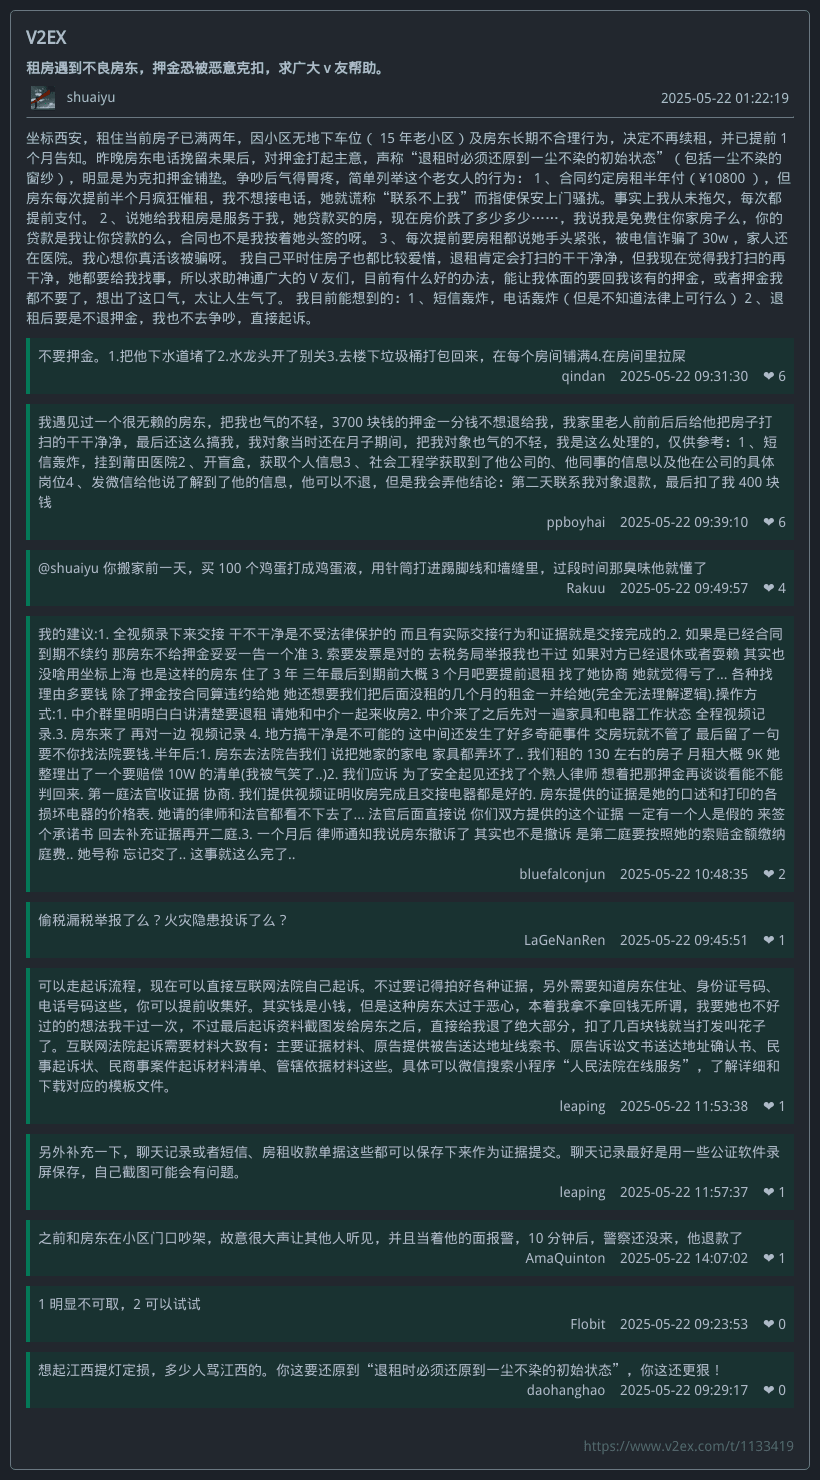 V2EX
租房遇到不良房东，押金恐被恶意克扣，求广大 v 友帮助。
shuaiyu 2025-05-22 01:22:19
坐标西安，租住当前房子已满两年，因小区无地下车位（ 15 年老小区）及房东长期不合理行为，决定不再续租，并已提前 1
个月告知。昨晚房东电话挽留未果后，对押金打起主意，声称“退租时必须还原到一尘不染的初始状态”（包括一尘不染的
窗纱），明显是为克扣押金铺垫。争吵后气得胃疼，简单列举这个老女人的行为： 1 、合同约定房租半年付（¥10800 ），但
房东每次提前半个月疯狂催租，我不想接电话，她就谎称“联系不上我”而指使保安上门骚扰。事实上我从未拖欠，每次都
提前支付。 2 、说她给我租房是服务于我，她贷款买的房，现在房价跌了多少多少……，我说我是免费住你家房子么，你的
贷款是我让你贷款的么，合同也不是我按着她头签的呀。 3 、每次提前要房租都说她手头紧张，被电信诈骗了 30w ，家人还
在医院。我心想你真活该被骗呀。 我自己平时住房子也都比较爱惜，退租肯定会打扫的干干净净，但我现在觉得我打扫的再
干净，她都要给我找事，所以求助神通广大的 V 友们，目前有什么好的办法，能让我体面的要回我该有的押金，或者押金我
都不要了，想出了这口气，太让人生气了。 我目前能想到的：1 、短信轰炸，电话轰炸（但是不知道法律上可行么） 2 、退
租后要是不退押金，我也不去争吵，直接起诉。
不要押金。1.把他下水道堵了2.水龙头开了别关3.去楼下垃圾桶打包回来，在每个房间铺满4.在房间里拉屎
qindan 2025-05-22 09:31:30 ❤ 6
我遇见过一个很无赖的房东，把我也气的不轻，3700 块钱的押金一分钱不想退给我，我家里老人前前后后给他把房子打
扫的干干净净，最后还这么搞我，我对象当时还在月子期间，把我对象也气的不轻，我是这么处理的，仅供参考：1 、短
信轰炸，挂到莆田医院2 、开盲盒，获取个人信息3 、社会工程学获取到了他公司的、他同事的信息以及他在公司的具体
岗位4 、发微信给他说了解到了他的信息，他可以不退，但是我会弄他结论：第二天联系我对象退款，最后扣了我 400 块
钱
ppboyhai 2025-05-22 09:39:10 ❤ 6
@shuaiyu 你搬家前一天，买 100 个鸡蛋打成鸡蛋液，用针筒打进踢脚线和墙缝里，过段时间那臭味他就懂了
Rakuu 2025-05-22 09:49:57 ❤ 4
我的建议:1. 全视频录下来交接 干不干净是不受法律保护的 而且有实际交接行为和证据就是交接完成的.2. 如果是已经合同
到期不续约 那房东不给押金妥妥一告一个准 3. 索要发票是对的 去税务局举报我也干过 如果对方已经退休或者耍赖 其实也
没啥用坐标上海 也是这样的房东 住了 3 年 三年最后到期前大概 3 个月吧要提前退租 找了她协商 她就觉得亏了... 各种找
理由多要钱 除了押金按合同算违约给她 她还想要我们把后面没租的几个月的租金一并给她(完全无法理解逻辑).操作方
式:1. 中介群里明明白白讲清楚要退租 请她和中介一起来收房2. 中介来了之后先对一遍家具和电器工作状态 全程视频记
录.3. 房东来了 再对一边 视频记录 4. 地方搞干净是不可能的 这中间还发生了好多奇葩事件 交房玩就不管了 最后留了一句
要不你找法院要钱.半年后:1. 房东去法院告我们 说把她家的家电 家具都弄坏了.. 我们租的 130 左右的房子 月租大概 9K 她
整理出了一个要赔偿 10W 的清单(我被气笑了..)2. 我们应诉 为了安全起见还找了个熟人律师 想着把那押金再谈谈看能不能
判回来. 第一庭法官收证据 协商. 我们提供视频证明收房完成且交接电器都是好的. 房东提供的证据是她的口述和打印的各
损坏电器的价格表. 她请的律师和法官都看不下去了... 法官后面直接说 你们双方提供的这个证据 一定有一个人是假的 来签
个承诺书 回去补充证据再开二庭.3. 一个月后 律师通知我说房东撤诉了 其实也不是撤诉 是第二庭要按照她的索赔金额缴纳
庭费.. 她号称 忘记交了.. 这事就这么完了..
bluefalconjun 2025-05-22 10:48:35 ❤ 2
偷税漏税举报了么？火灾隐患投诉了么？
LaGeNanRen 2025-05-22 09:45:51 ❤ 1
可以走起诉流程，现在可以直接互联网法院自己起诉。不过要记得拍好各种证据，另外需要知道房东住址、身份证号码、
电话号码这些，你可以提前收集好。其实钱是小钱，但是这种房东太过于恶心，本着我拿不拿回钱无所谓，我要她也不好
过的的想法我干过一次，不过最后起诉资料截图发给房东之后，直接给我退了绝大部分，扣了几百块钱就当打发叫花子
了。互联网法院起诉需要材料大致有：主要证据材料、原告提供被告送达地址线索书、原告诉讼文书送达地址确认书、民
事起诉状、民商事案件起诉材料清单、管辖依据材料这些。具体可以微信搜索小程序“人民法院在线服务”，了解详细和
下载对应的模板文件。
leaping 2025-05-22 11:53:38 ❤ 1
另外补充一下，聊天记录或者短信、房租收款单据这些都可以保存下来作为证据提交。聊天记录最好是用一些公证软件录
屏保存，自己截图可能会有问题。
leaping 2025-05-22 11:57:37 ❤ 1
之前和房东在小区门口吵架，故意很大声让其他人听见，并且当着他的面报警，10 分钟后，警察还没来，他退款了
AmaQuinton 2025-05-22 14:07:02 ❤ 1
1 明显不可取，2 可以试试
Flobit 2025-05-22 09:23:53 ❤ 0
想起江西提灯定损，多少人骂江西的。你这要还原到“退租时必须还原到一尘不染的初始状态”，你这还更狠！
daohanghao 2025-05-22 09:29:17 ❤ 0
https://www.v2ex.com/t/1133419